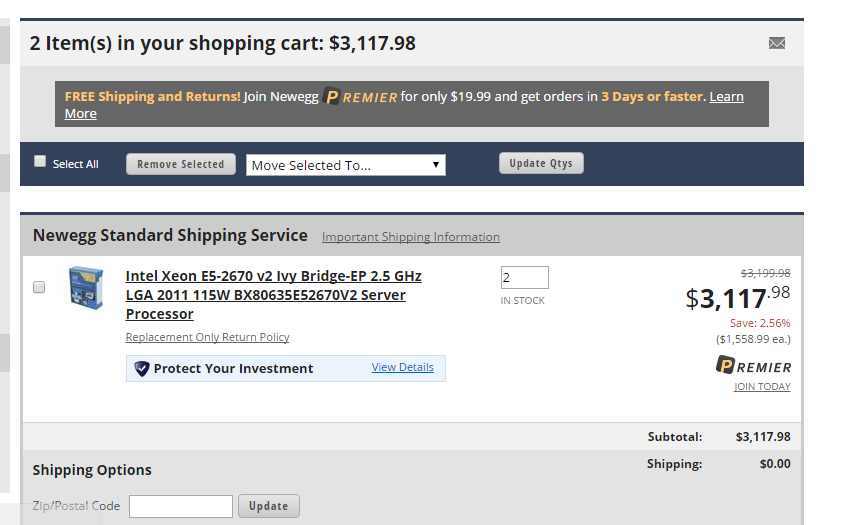 2 Item(s) in your shopping cart: $3,117.98
FREE Shipping and Returns! Join Newegg PREMIER for only $19.99 and get orders in 3 Days or faster. Learn
More
Select All
Remove Selected
Move Selected To...
Update Qtys
Newegg Standard Shipping Service
Important Shipping Information
Intel Xeon E5-2670 v2 Ivy Bridge-EP 2.5 GHz
LGA 2011 115W BX80635E52670V2 Server
Processor
Replacement Only Return Policy
Protect Your Investment
View Details
2
IN STOCK
$3,199.98
$3,117.98
Save: 2.56%
($1,558.99 ea.)
PREMIER
JOIN TODAY
Subtotal: $3,117.98
Shipping: $0.00
Shipping Options
Zip/Postal Code
Update